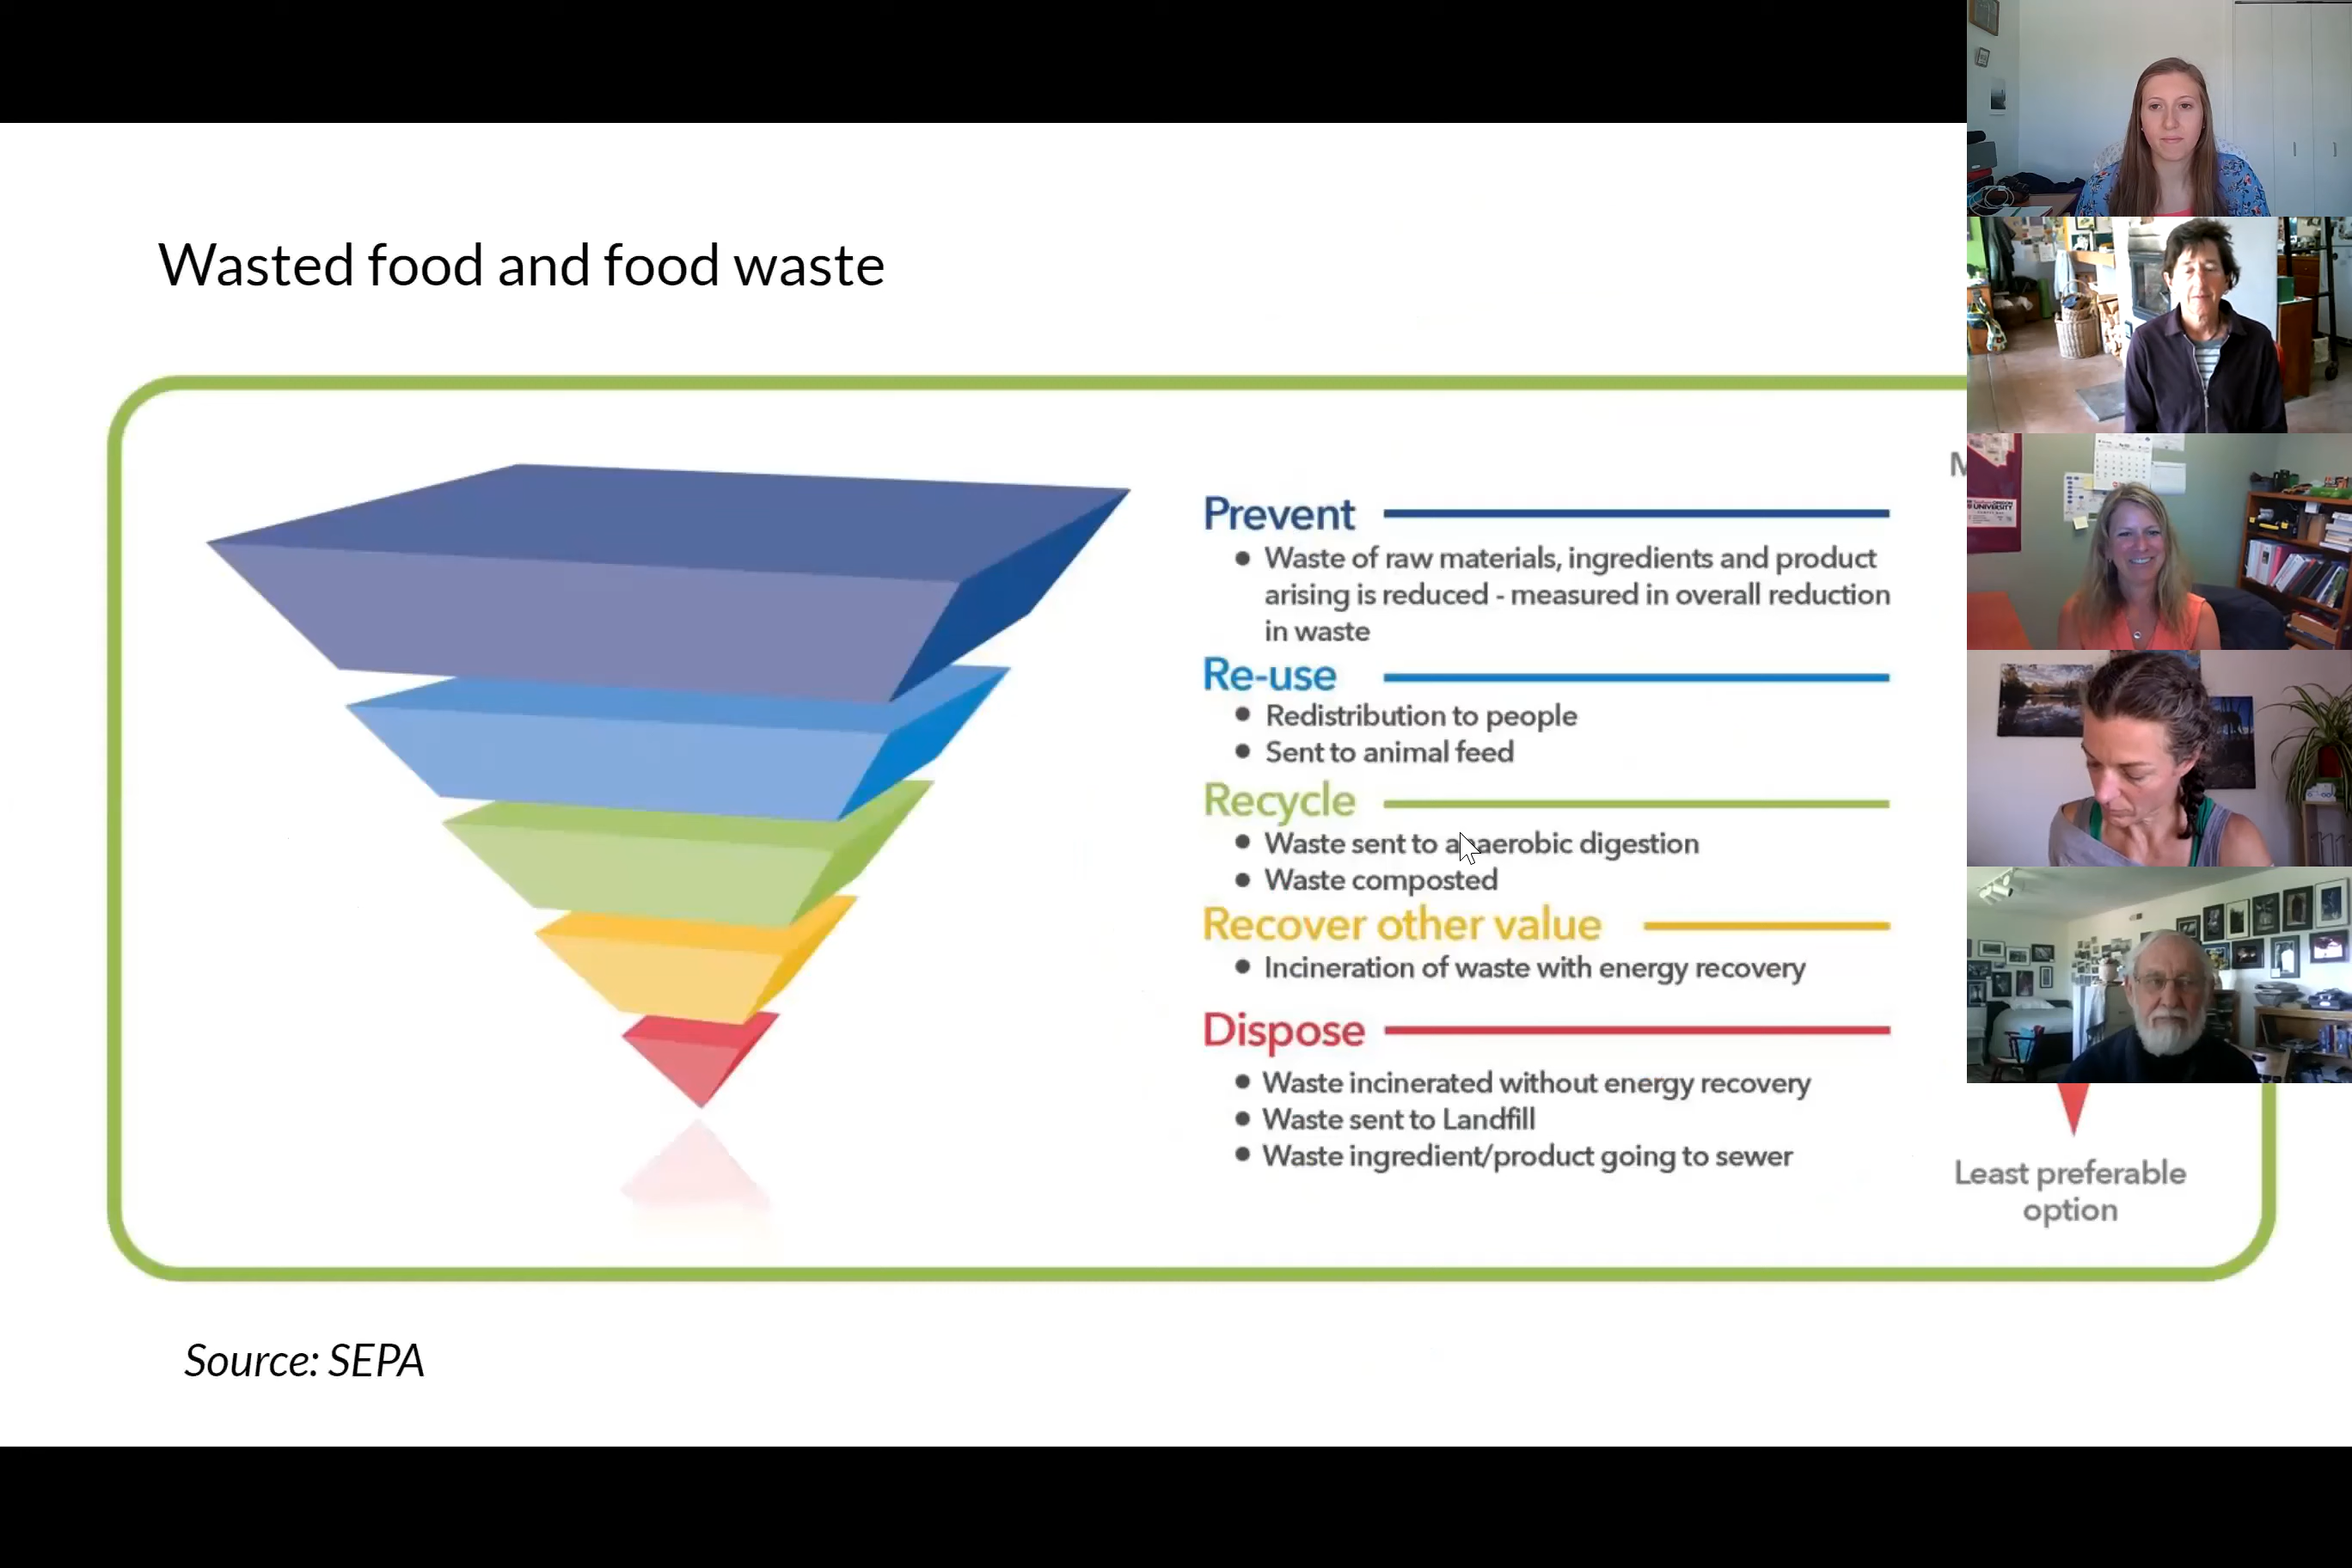 Wasted food and food waste
Prevent
• Waste of raw materials, ingredients and product
arising is reduced - measured in overall reduction
in waste
Re-use
• Redistribution to people
• Sent to animal feed
Recycle
• Waste sent to anaerobic digestion
• Waste composted
Recover other value
• Incineration of waste with energy recovery
Dispose
• Waste incinerated without energy recovery
• Waste sent to Landfill
• Waste ingredient/product going to sewer
Least preferable
option
Source: SEPA
UNIVERSITY